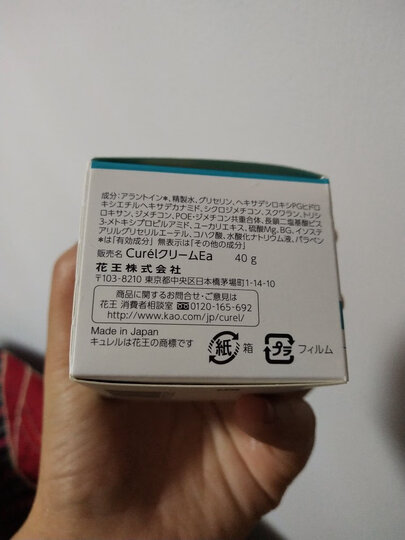 成分：アラントイン*、精製水、グリセリン、ヘキサデシロキシPGヒドロ
キシエチルヘキサデカナミド、シクロジメチコン、スクワラン、トリシ
ロキサン、ジメチコン、POE・ジメチコン共重合体、長鎖二塩基酸ビス
3-メトキシプロピルアミド、ユーカリエキス、硫酸Mg、BG、イソステ
アリルグリセリルエーテル、コハク酸、水酸化ナトリウム液、パラベン
*は「有効成分」 無表示は「その他の成分」
販売名 CurélクリームEa 40 g
花王株式会社
〒103-8210 東京都中央区日本橋茅場町1-14-10
商品に関するお問合せ・ご意見は
花王 消費者相談室 0120-165-692
http://www.kao.com/jp/curel/
Made in Japan
キュレルは花王の商標です
紙 箱 プラ フィルム